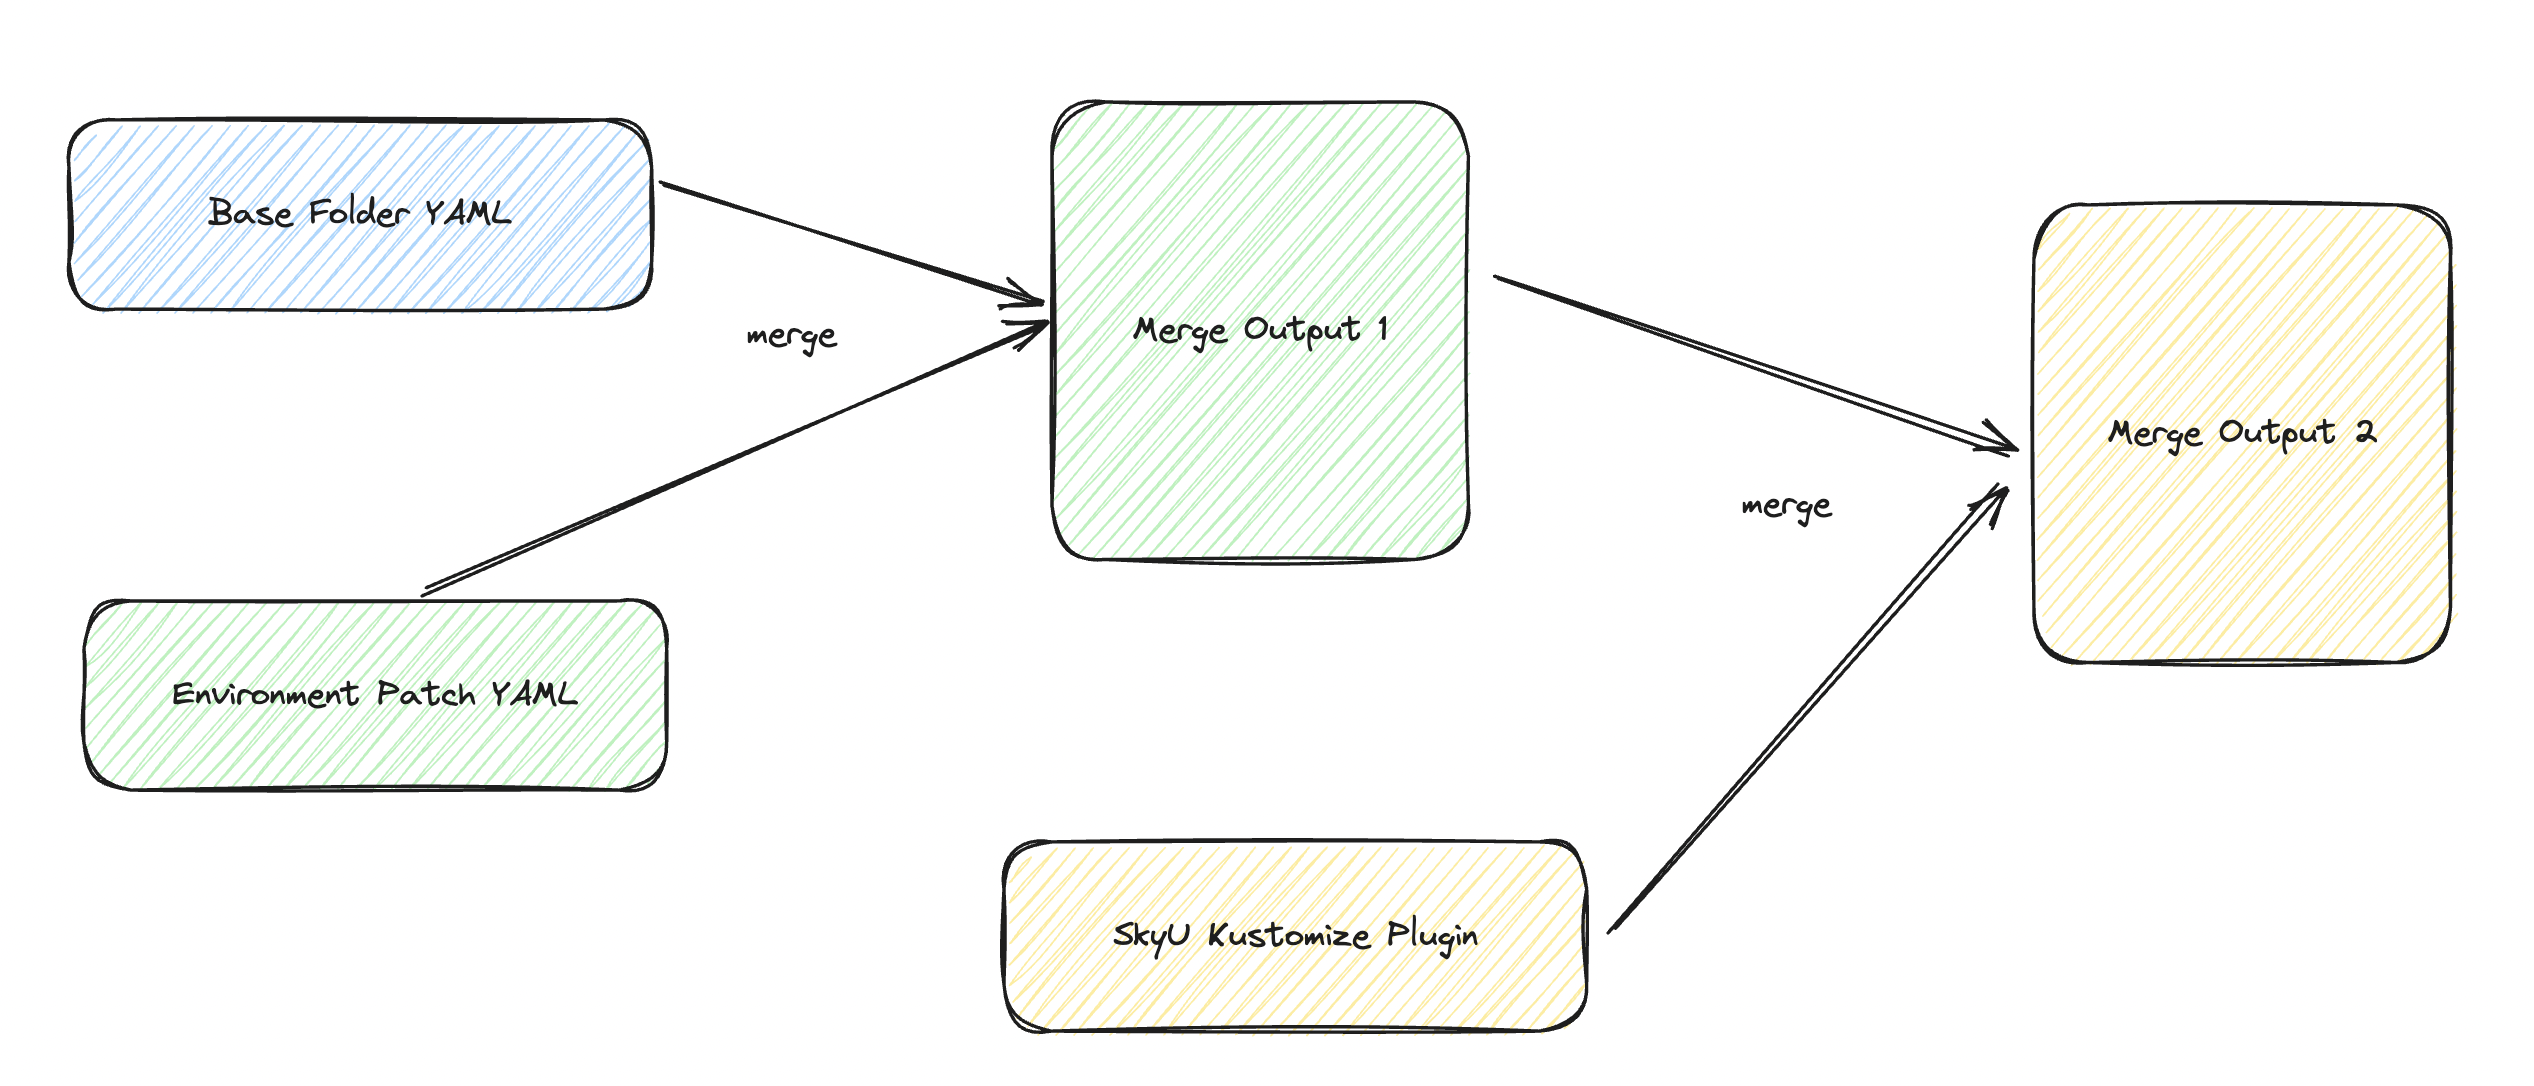 Base Folder YAML
merge
Merge Output 1
Environment Patch YAML
merge
Merge Output 2
SkyU Kustomize Plugin